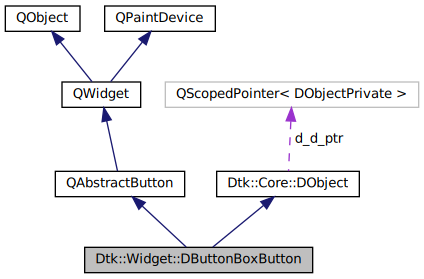 QObject
QPaintDevice
QWidget
QScopedPointer< DObjectPrivate >
d_d_ptr
QAbstractButton
Dtk::Core::DObject
Dtk::Widget::DButtonBoxButton